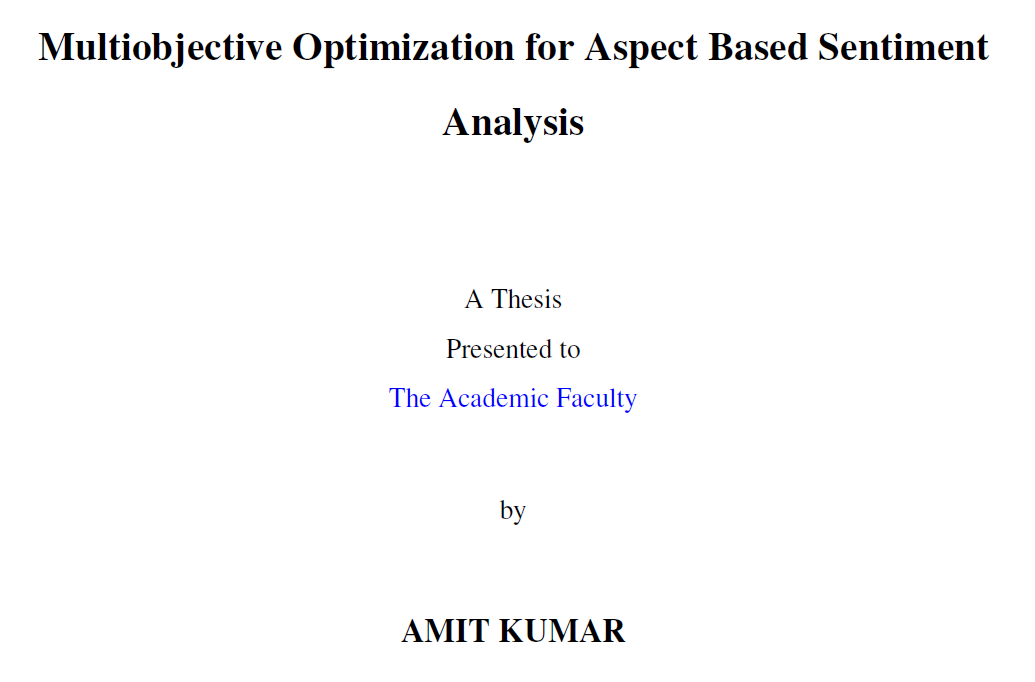 Multiobjective Optimization for Aspect Based Sentiment
Analysis
A Thesis
Presented to
The Academic Faculty
by
AMIT KUMAR